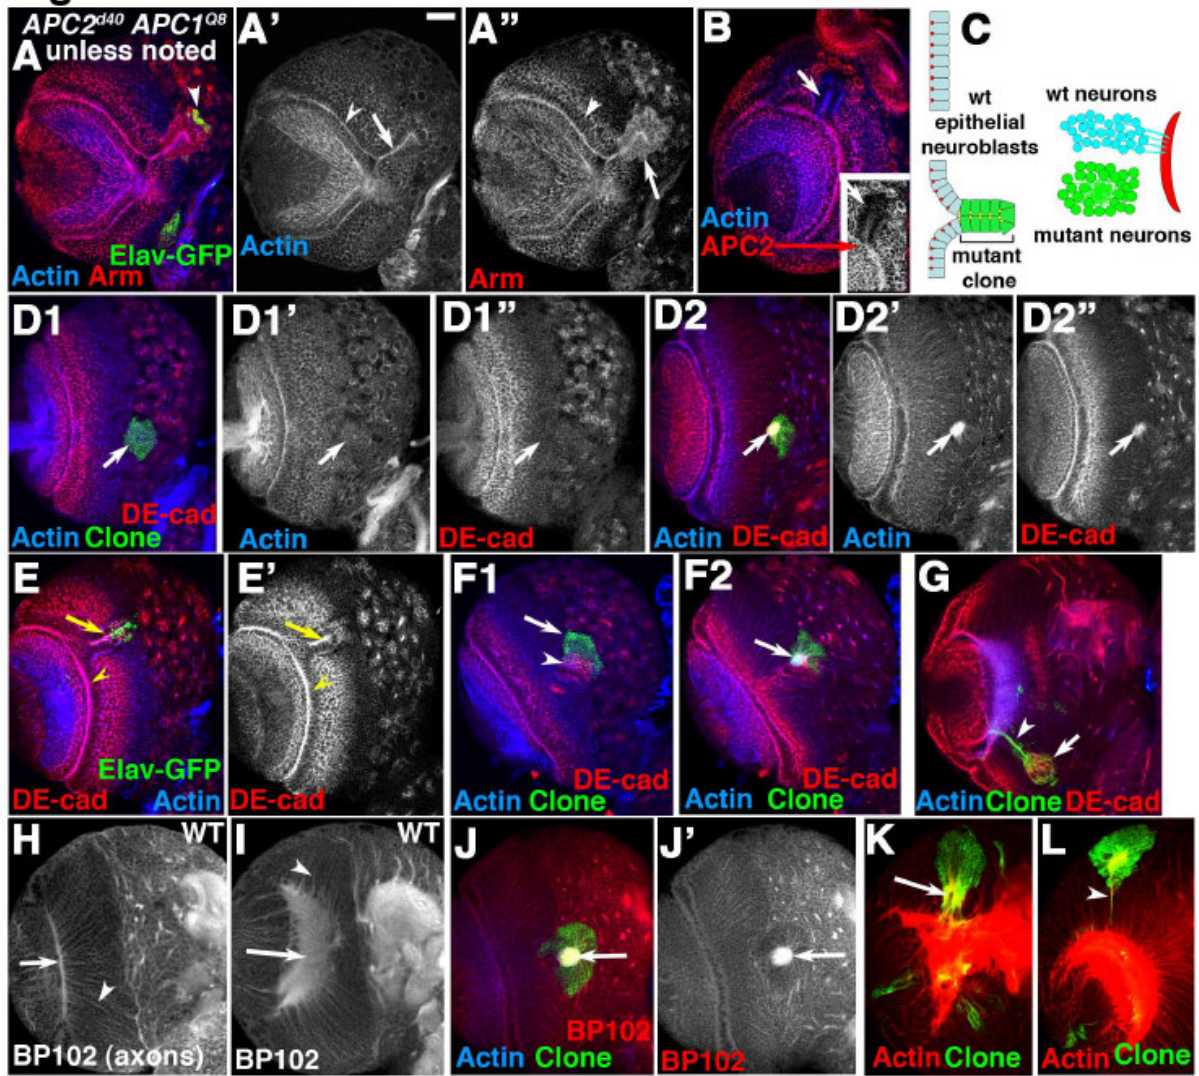 APC2d40 APC1Q8
A unless noted
A'
A"
B
C
wt
epithelial
neuroblasts
wt neurons
mutant neurons
mutant
clone
Elav-GFP
Actin Arm
Actin
Arm
Actin
APC2
D1
D1'
D1"
D2
D2'
D2"
DE-cad
Actin Clone
Actin
DE-cad
Actin DE-cad
Actin
DE-cad
E
E'
F1
F2
G
Elav-GFP
DE-cad Actin
DE-cad
DE-cad
Actin Clone
DE-cad
Actin Clone
Actin Clone DE-cad
H WT
I WT
J
J'
K
L
BP102 (axons)
BP102
BP102
Actin Clone
BP102
Actin Clone
Actin Clone